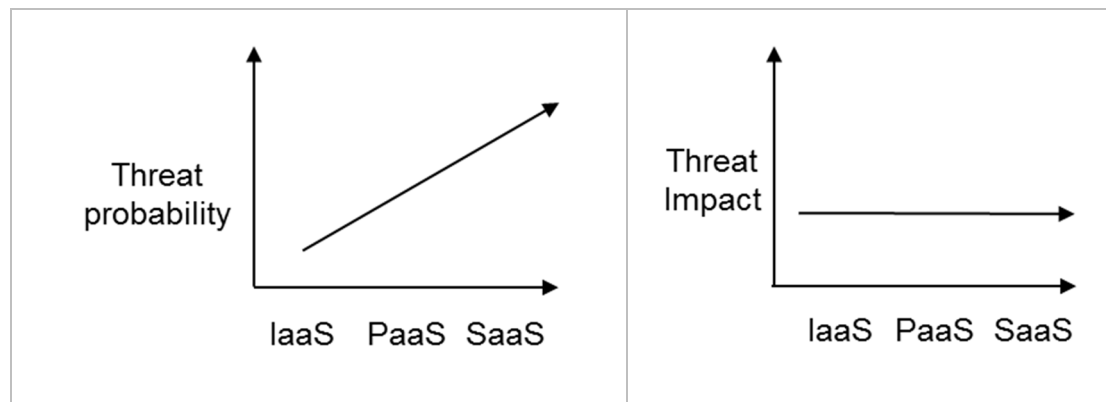 Threat
probability
IaaS PaaS SaaS
Threat
Impact
IaaS PaaS SaaS